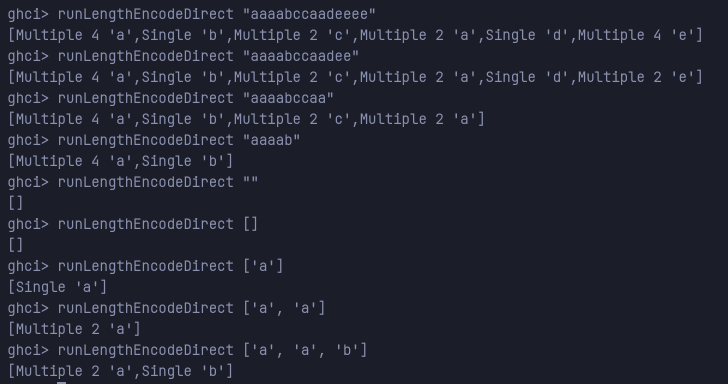 ghci> runLengthEncodeDirect "aaaabccaadeeee"
[Multiple 4 'a',Single 'b',Multiple 2 'c',Multiple 2 'a',Single 'd',Multiple 4 'e']
ghci> runLengthEncodeDirect "aaaabccaadee"
[Multiple 4 'a',Single 'b',Multiple 2 'c',Multiple 2 'a',Single 'd',Multiple 2 'e']
ghci> runLengthEncodeDirect "aaaabccaa"
[Multiple 4 'a',Single 'b',Multiple 2 'c',Multiple 2 'a']
ghci> runLengthEncodeDirect "aaaab"
[Multiple 4 'a',Single 'b']
ghci> runLengthEncodeDirect ""
[]
ghci> runLengthEncodeDirect []
[]
ghci> runLengthEncodeDirect ['a']
[Single 'a']
ghci> runLengthEncodeDirect ['a', 'a']
[Multiple 2 'a']
ghci> runLengthEncodeDirect ['a', 'a', 'b']
[Multiple 2 'a',Single 'b']